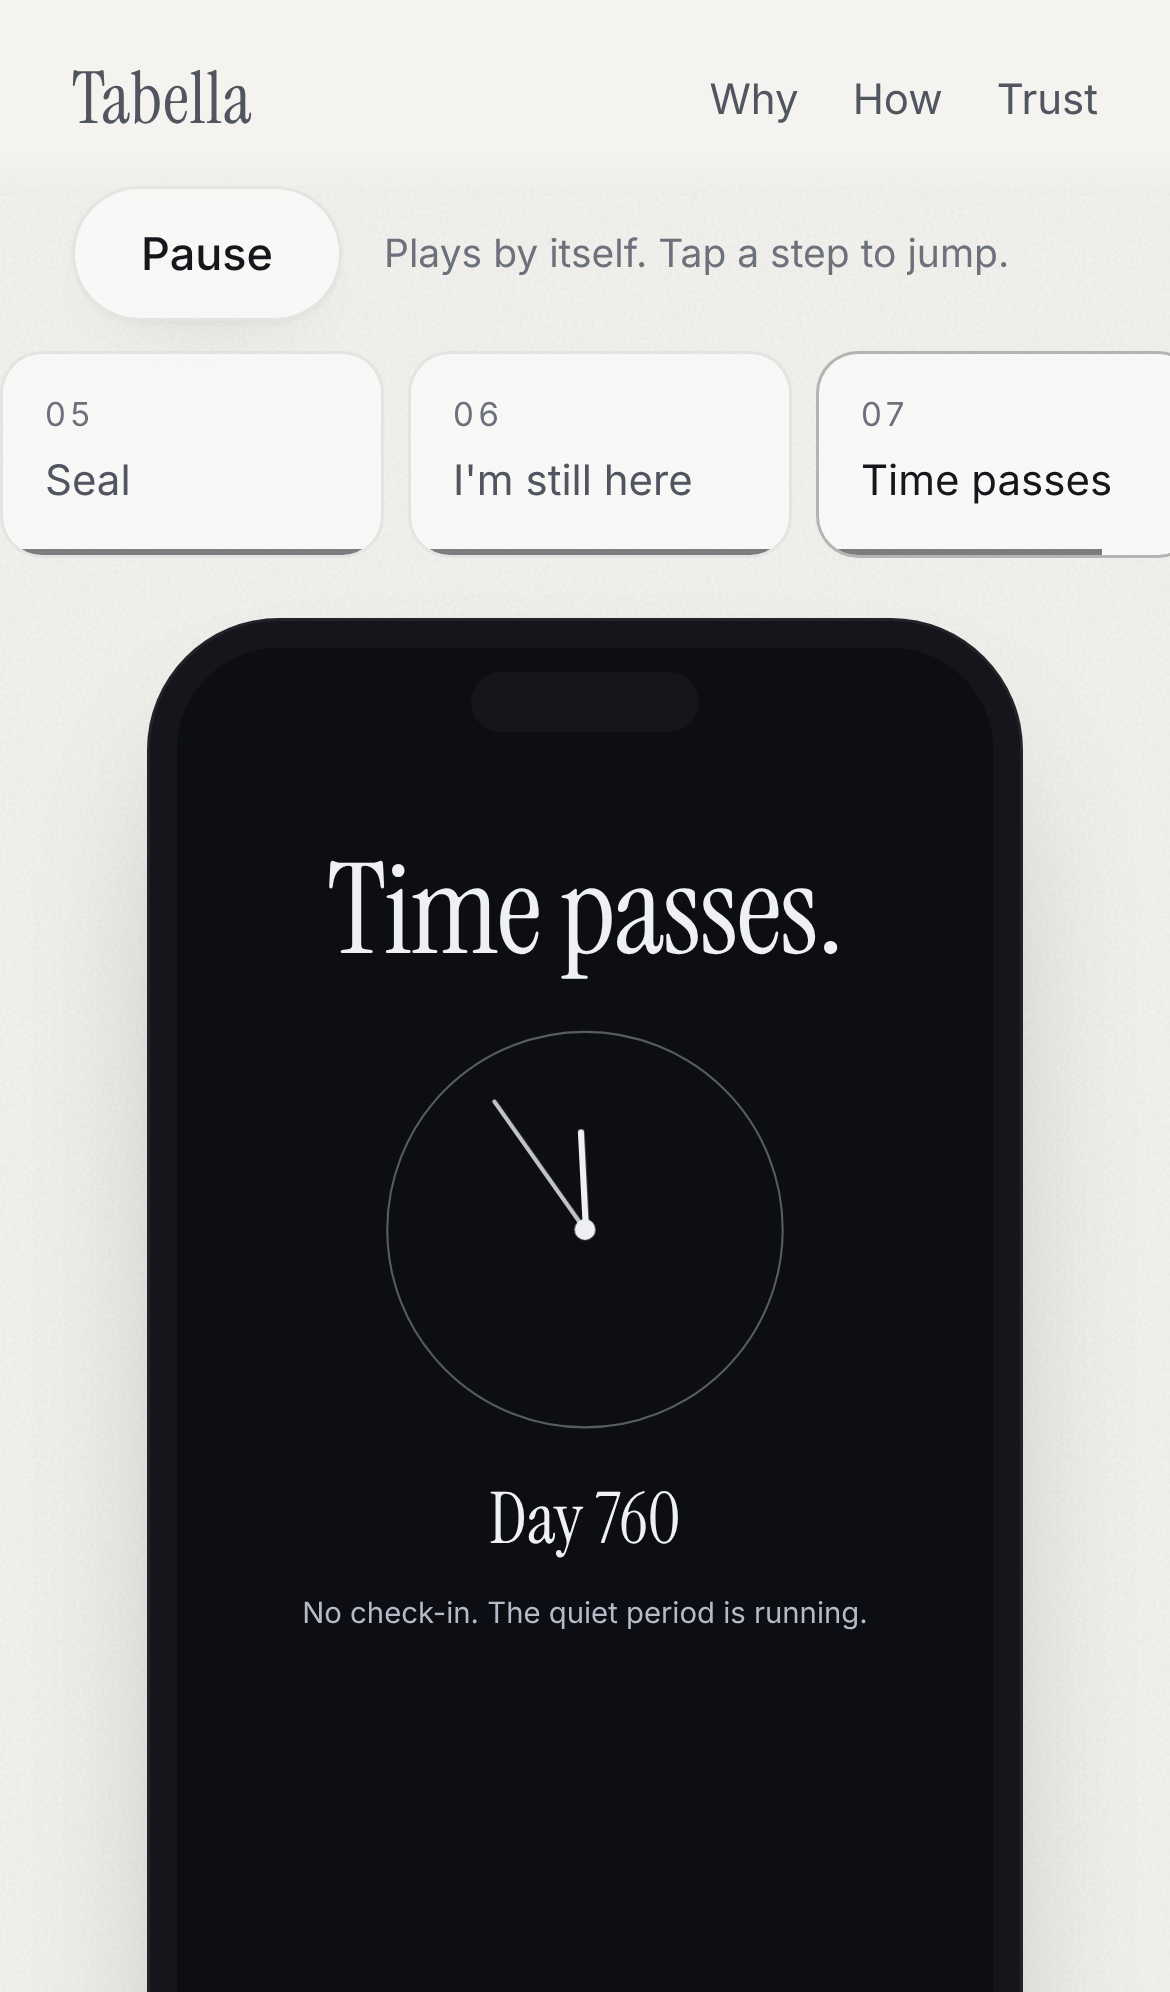 Tabella
Why How Trust
Pause
Plays by itself. Tap a step to jump.
05
Seal
06
I'm still here
07
Time passes
Time passes.
Day 760
No check-in. The quiet period is running.